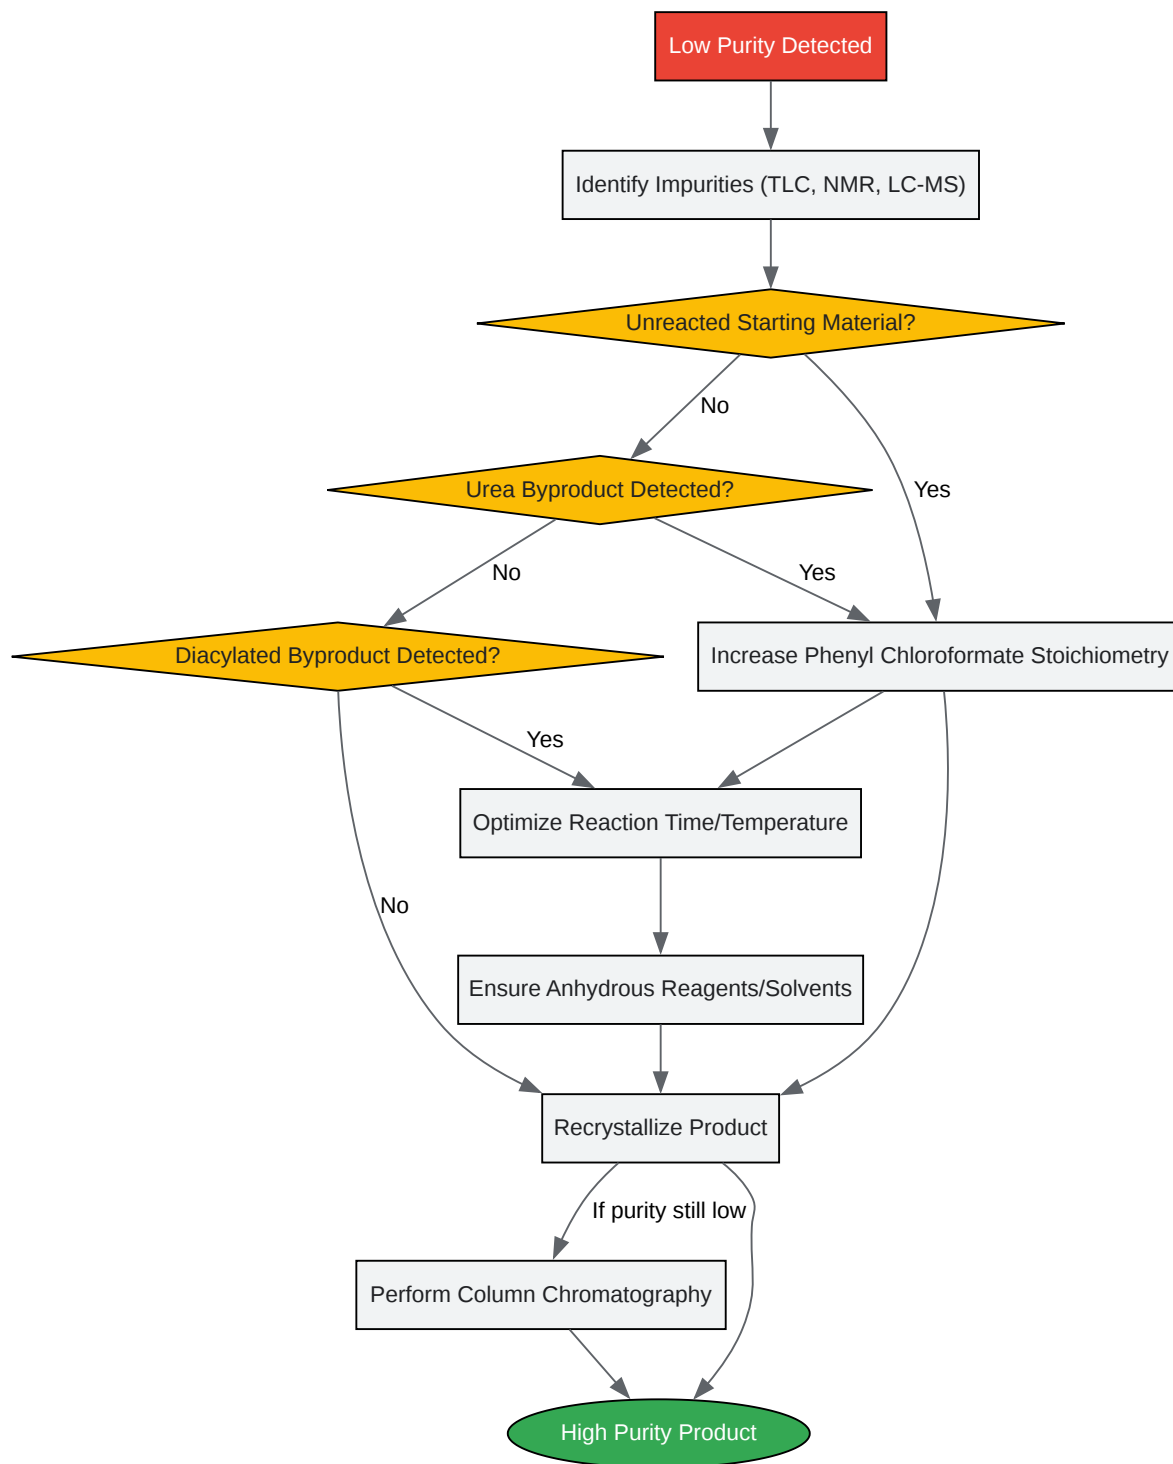 Low Purity Detected
Identify Impurities (TLC, NMR, LC-MS)
Unreacted Starting Material?
No
Yes
Urea Byproduct Detected?
No
Yes
Diacylated Byproduct Detected?
Increase Phenyl Chloroformate Stoichiometry
Yes
Optimize Reaction Time/Temperature
No
Ensure Anhydrous Reagents/Solvents
Recrystallize Product
If purity still low
Perform Column Chromatography
High Purity Product